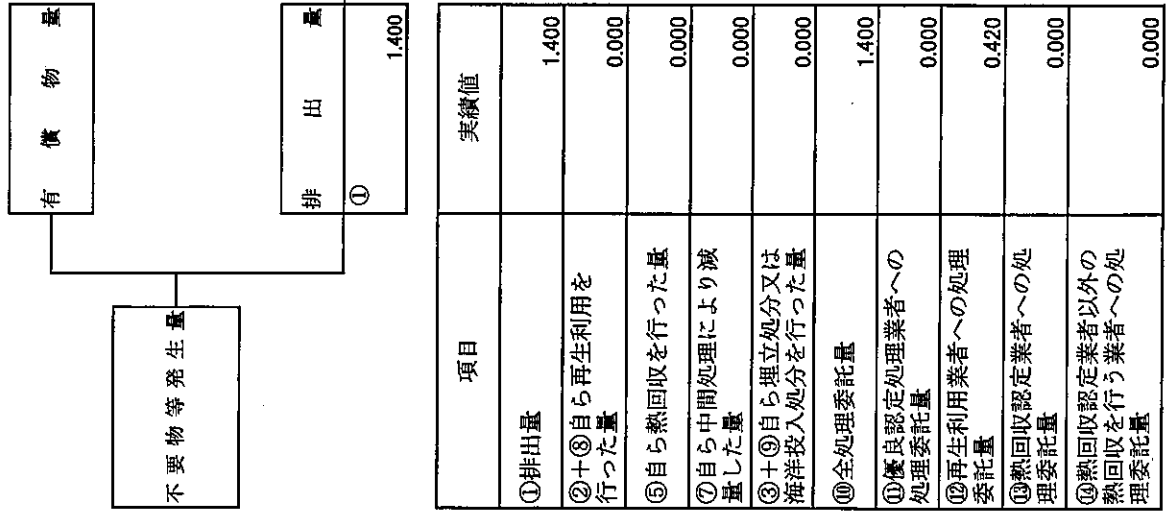 有償物量
不要物等発生量
排出量
①
1.400
項目 実績値
①排出量 1.400
②+⑧自ら再生利用を
行った量 0.000
⑤自ら熱回収を行った量 0.000
⑦自ら中間処理により減
量した量 0.000
③+⑨自ら埋立処分又は
海洋投入処分を行った量 0.000
⑩全処理委託量 1.400
⑪優良認定処理業者への
処理委託量 0.000
⑫再生利用業者への処理
委託量 0.420
⑬熱回収認定業者への処
理委託量 0.000
⑭熱回収認定業者以外の
熱回収を行う業者への処
理委託量 0.000